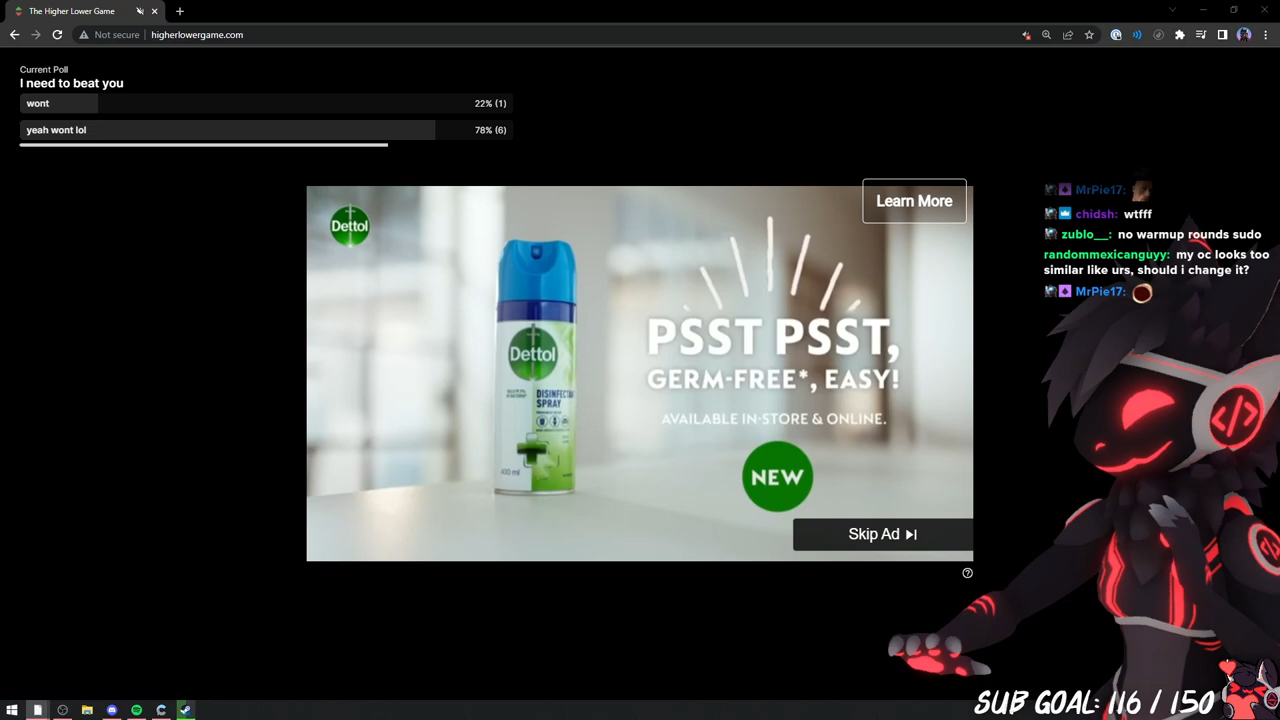 The Higher Lower Game
Not secure
higherlowergame.com
Current Poll
I need to beat you
wont
22% (1)
yeah wont lol
78% (6)
Learn More
Dettol
Dettol
DISINFECTANT
SPRAY
400 ml
PSST PSST,
GERM-FREE*, EASY!
AVAILABLE IN-STORE & ONLINE.
NEW
Skip Ad
MrPie17:
chidsh: wtfff
zublo__: no warmup rounds sudo
randommexicanguyy: my oc looks too
similar like urs, should i change it?
MrPie17:
SUB GOAL: 116 / 150